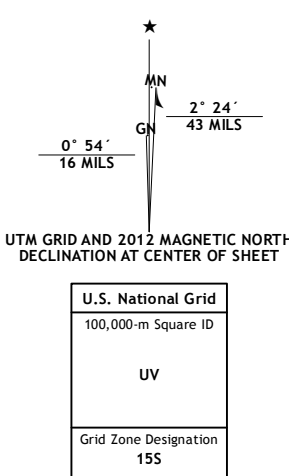 ★
MN
2° 24´
43 MILS
GN
0° 54´
16 MILS
UTM GRID AND 2012 MAGNETIC NORTH
DECLINATION AT CENTER OF SHEET
U.S. National Grid
100,000-m Square ID
UV
Grid Zone Designation
15S